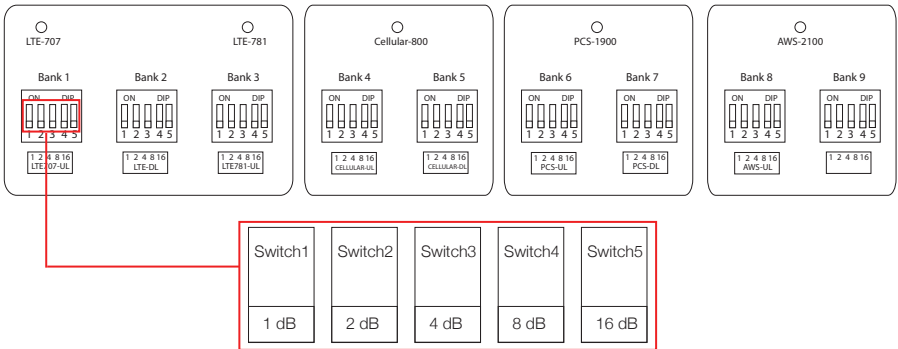 LTE-707 LTE-781 Cellular-800 PCS-1900 AWS-2100
Bank 1 Bank 2 Bank 3 Bank 4 Bank 5 Bank 6 Bank 7 Bank 8 Bank 9
ON DIP ON DIP ON DIP ON DIP ON DIP ON DIP ON DIP ON DIP ON DIP
1 2 3 4 5 1 2 3 4 5 1 2 3 4 5 1 2 3 4 5 1 2 3 4 5 1 2 3 4 5 1 2 3 4 5 1 2 3 4 5 1 2 3 4 5
1 2 4 8 16 1 2 4 8 16 1 2 4 8 16 1 2 4 8 16 1 2 4 8 16 1 2 4 8 16 1 2 4 8 16 1 2 4 8 16 1 2 4 8 16
LTE707-UL LTE-DL LTE781-UL CELLULAR-UL CELLULAR-DL PCS-UL PCS-DL AWS-UL
Switch1 Switch2 Switch3 Switch4 Switch5
1 dB 2 dB 4 dB 8 dB 16 dB